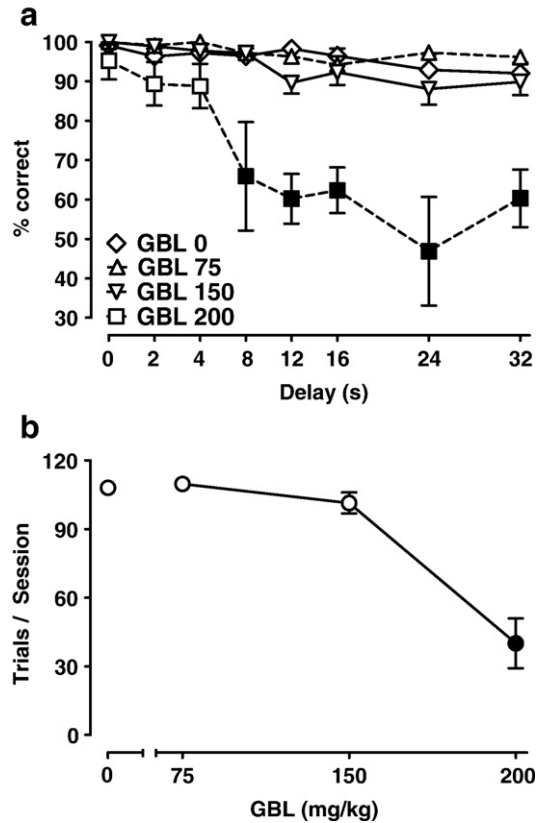 a
100
90
80
70
60
50
40
30
% correct
GBL 0
GBL 75
GBL 150
GBL 200
0 2 4 8 12 16 24 32
Delay (s)
b
120
90
60
30
0
Trials / Session
0 75 150 200
GBL (mg/kg)